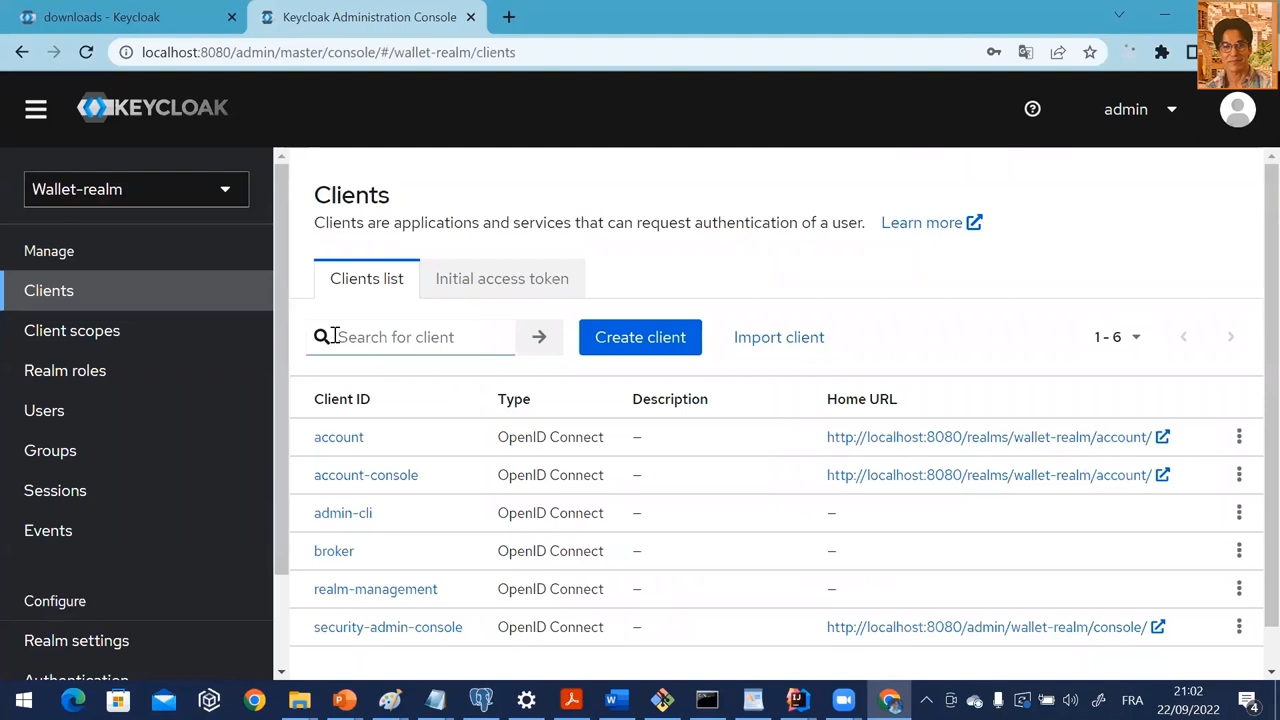 downloads - Keycloak
Keycloak Administration Console
localhost:8080/admin/master/console/#/wallet-realm/clients
KEYCLOAK
admin
Wallet-realm
Manage
Clients
Client scopes
Realm roles
Users
Groups
Sessions
Events
Configure
Realm settings
Authentication
Clients
Clients are applications and services that can request authentication of a user. Learn more
Clients list
Initial access token
Search for client
Create client
Import client
1 - 6
Client ID Type Description Home URL
account OpenID Connect – http://localhost:8080/realms/wallet-realm/account/
account-console OpenID Connect – http://localhost:8080/realms/wallet-realm/account/
admin-cli OpenID Connect – –
broker OpenID Connect – –
realm-management OpenID Connect – –
security-admin-console OpenID Connect – http://localhost:8080/admin/wallet-realm/console/
FRA
21:02
22/09/2022
4